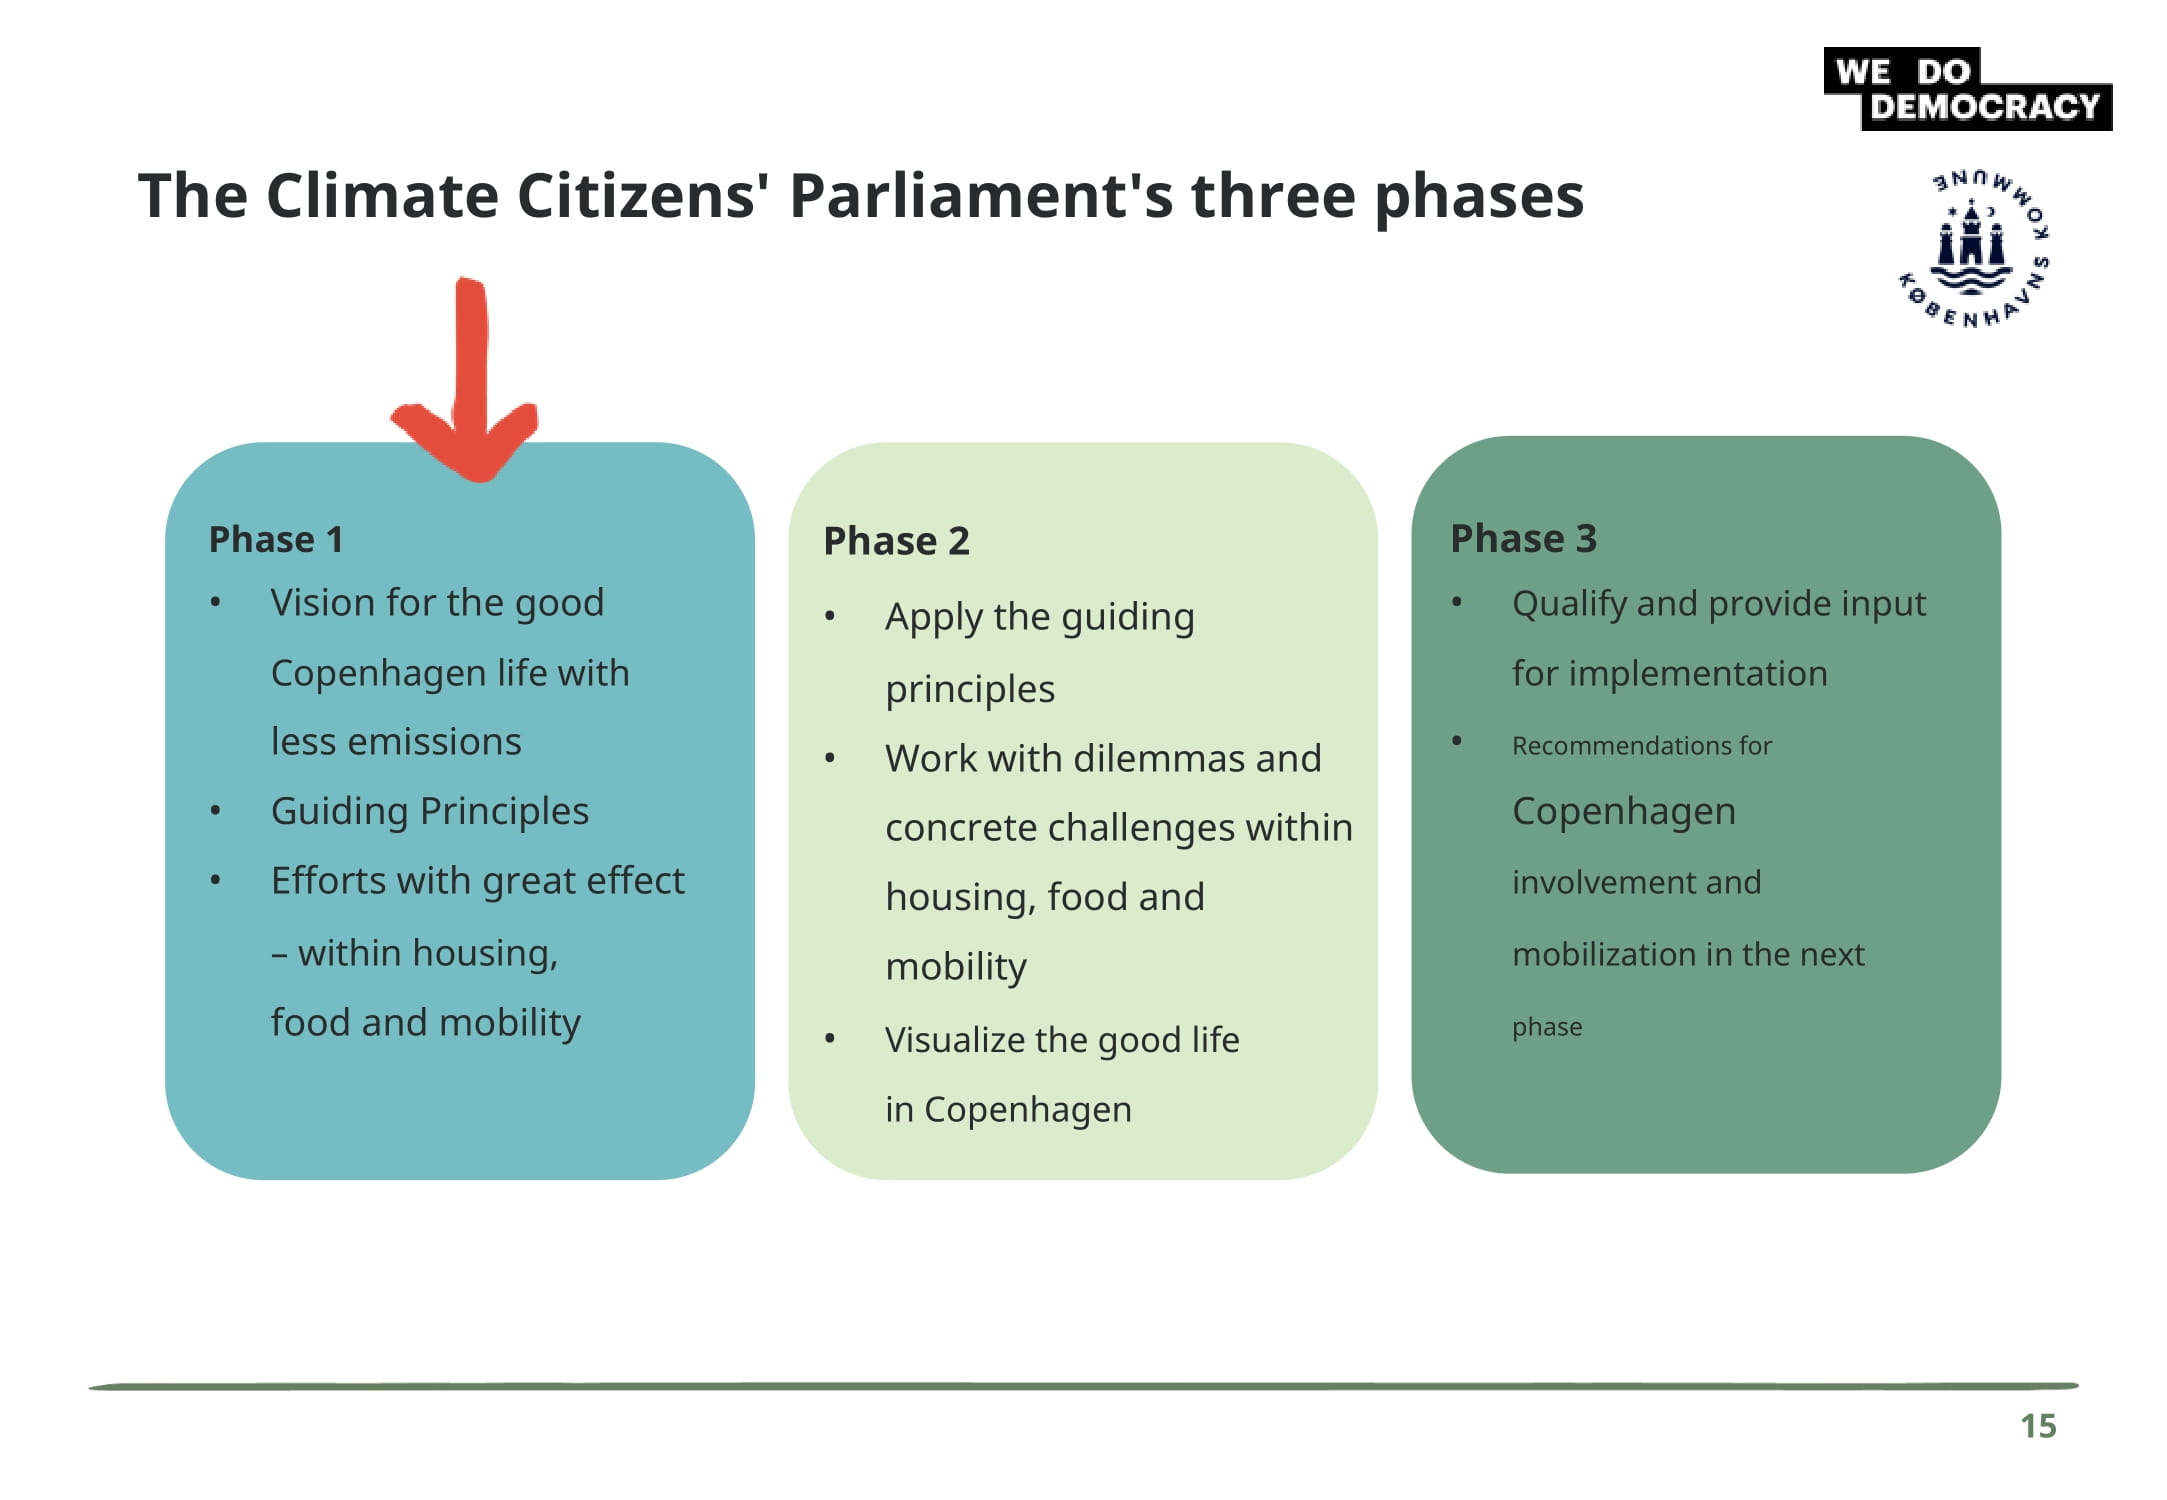 WE DO
DEMOCRACY
The Climate Citizens' Parliament's three phases
KØBENHAVNS KOMMUNE
Phase 1
• Vision for the good
Copenhagen life with
less emissions
• Guiding Principles
• Efforts with great effect
– within housing,
food and mobility
Phase 2
• Apply the guiding
principles
• Work with dilemmas and
concrete challenges within
housing, food and
mobility
• Visualize the good life
in Copenhagen
Phase 3
• Qualify and provide input
for implementation
• Recommendations for
Copenhagen
involvement and
mobilization in the next
phase
15